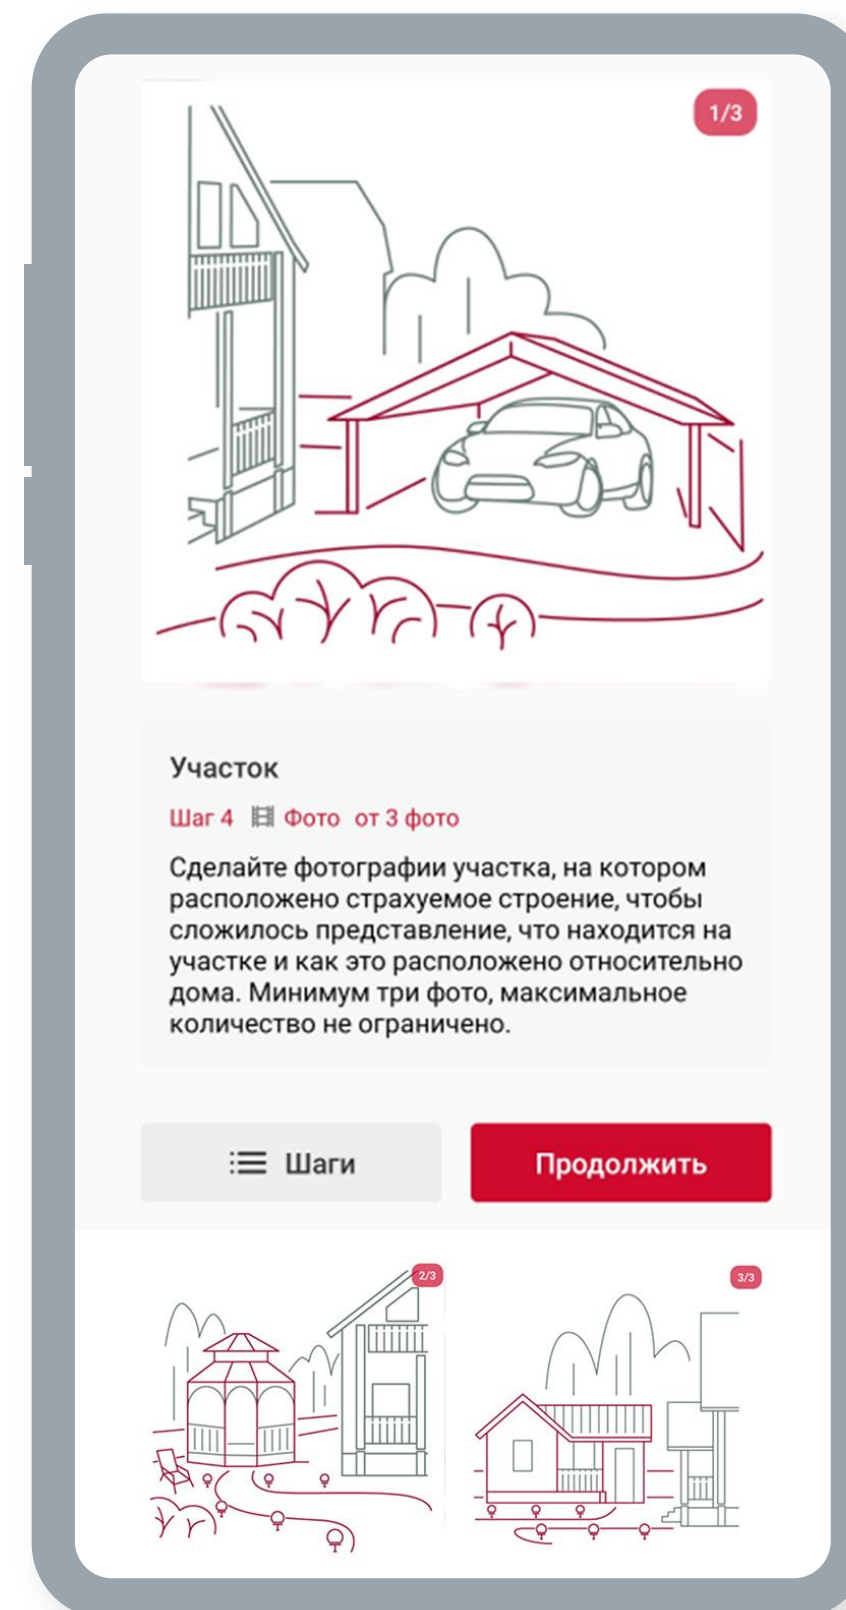 1/3
Участок
Шаг 4 Фото от 3 фото
Сделайте фотографии участка, на котором
расположено страхуемое строение, чтобы
сложилось представление, что находится на
участке и как это расположено относительно
дома. Минимум три фото, максимальное
количество не ограничено.
Шаги
Продолжить
2/3
3/3